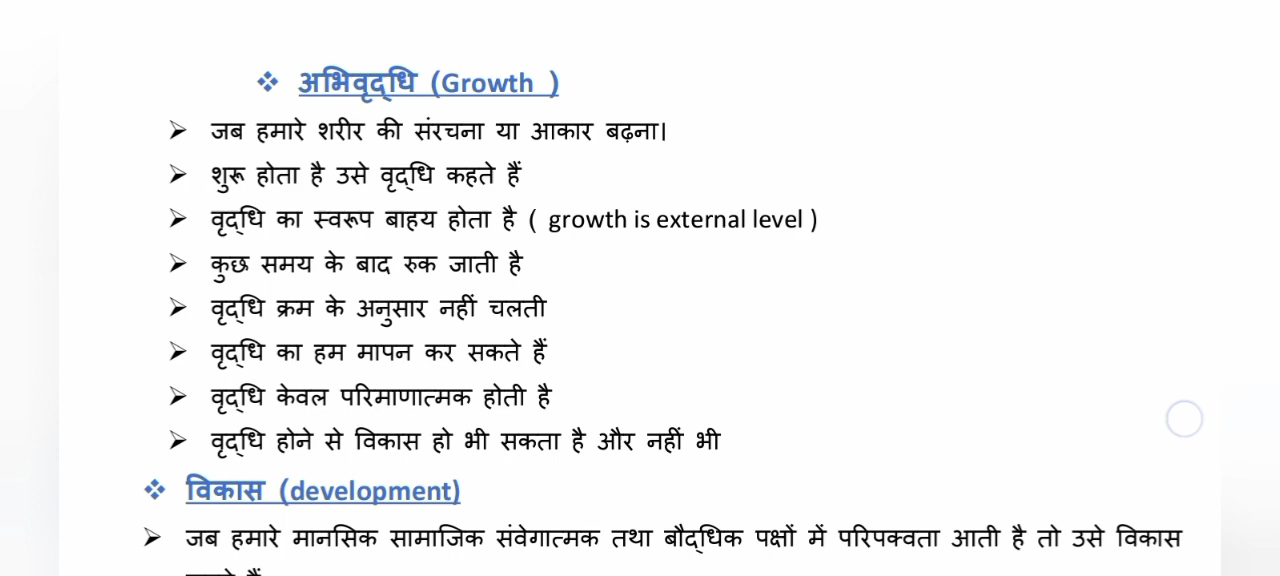 ❖ अभिवृद्धि (Growth )
➢ जब हमारे शरीर की संरचना या आकार बढ़ना।
➢ शुरू होता है उसे वृद्धि कहते हैं
➢ वृद्धि का स्वरूप बाहय होता है ( growth is external level )
➢ कुछ समय के बाद रुक जाती है
➢ वृद्धि क्रम के अनुसार नहीं चलती
➢ वृद्धि का हम मापन कर सकते हैं
➢ वृद्धि केवल परिमाणात्मक होती है
➢ वृद्धि होने से विकास हो भी सकता है और नहीं भी
❖ विकास (development)
➢ जब हमारे मानसिक सामाजिक संवेगात्मक तथा बौद्धिक पक्षों में परिपक्वता आती है तो उसे विकास